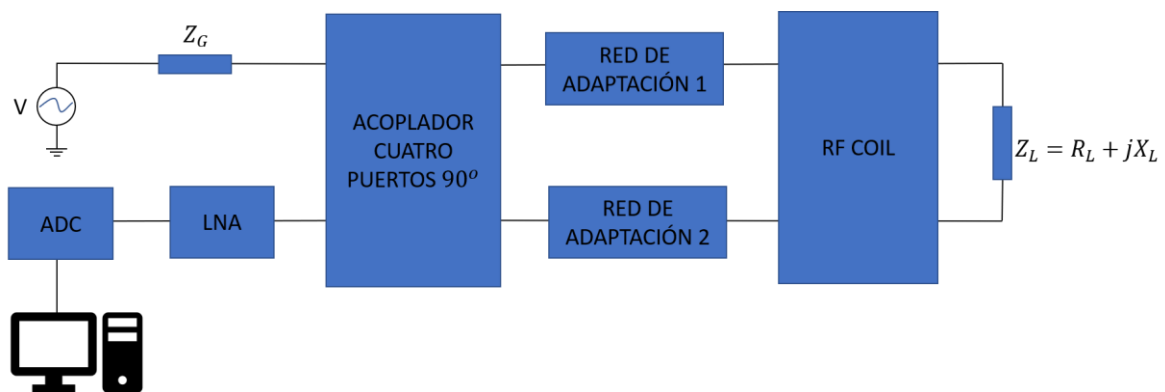 Z_G
V
ACOPLADOR
CUATRO
PUERTOS 90º
RED DE
ADAPTACIÓN 1
RED DE
ADAPTACIÓN 2
RF COIL
Z_L = R_L + jX_L
ADC
LNA